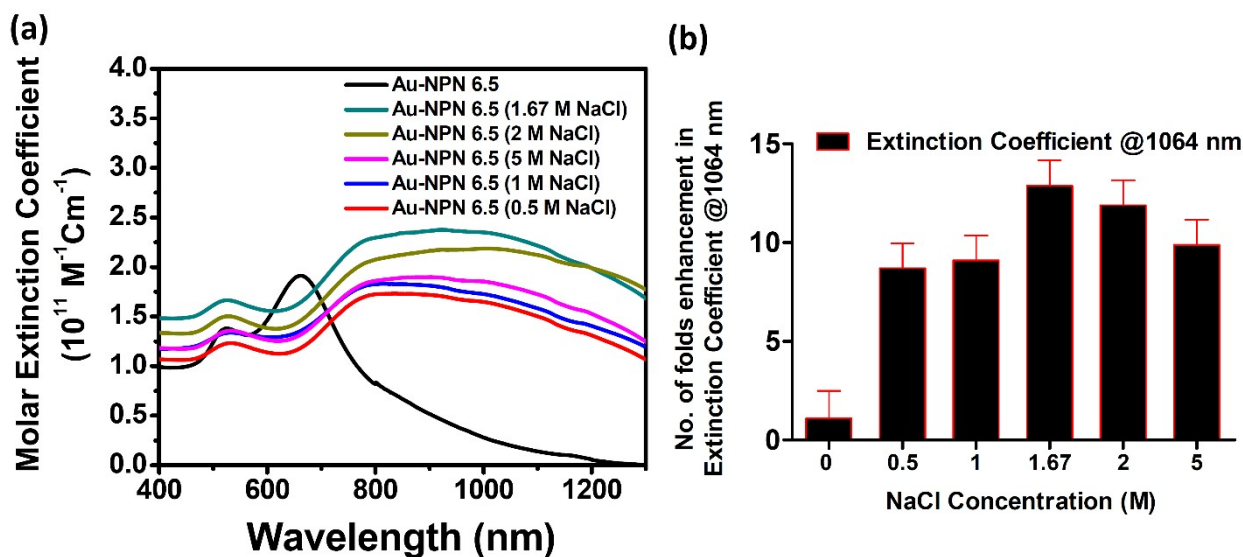 (a)
Molar Extinction Coefficient
(10¹¹ M⁻¹Cm⁻¹)
4.0
3.5
3.0
2.5
2.0
1.5
1.0
0.5
0.0
Au-NPN 6.5
Au-NPN 6.5 (1.67 M NaCl)
Au-NPN 6.5 (2 M NaCl)
Au-NPN 6.5 (5 M NaCl)
Au-NPN 6.5 (1 M NaCl)
Au-NPN 6.5 (0.5 M NaCl)
400 600 800 1000 1200
Wavelength (nm)
(b)
No. of folds enhancement in
Extinction Coefficient @1064 nm
15
10
5
0
Extinction Coefficient @1064 nm
0 0.5 1 1.67 2 5
NaCl Concentration (M)